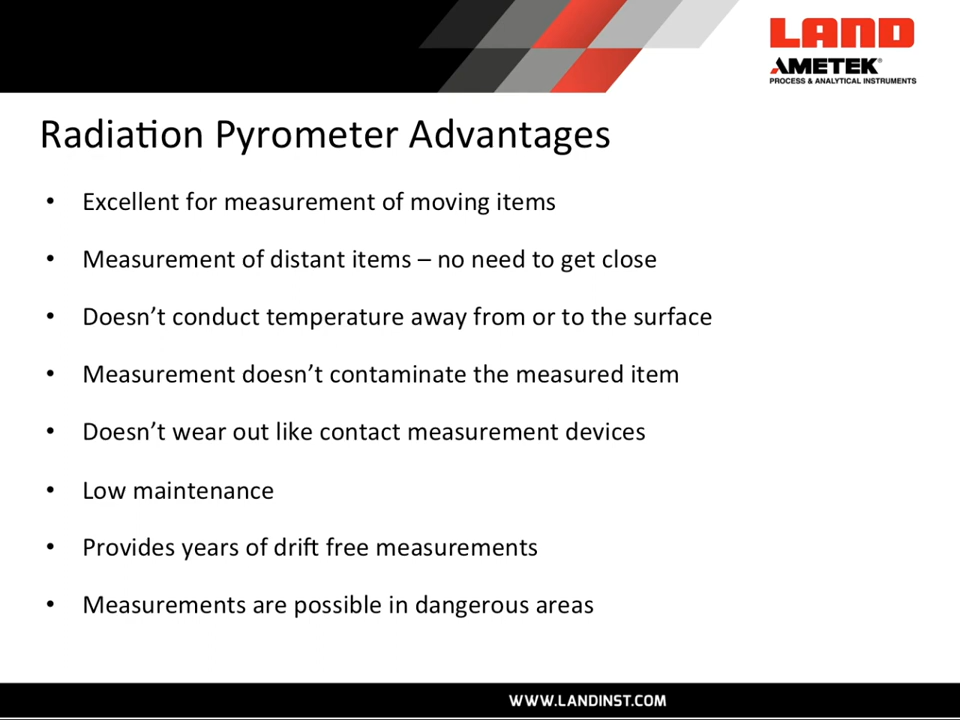 LAND
AMETEK®
PROCESS & ANALYTICAL INSTRUMENTS
Radiation Pyrometer Advantages
• Excellent for measurement of moving items
• Measurement of distant items – no need to get close
• Doesn’t conduct temperature away from or to the surface
• Measurement doesn’t contaminate the measured item
• Doesn’t wear out like contact measurement devices
• Low maintenance
• Provides years of drift free measurements
• Measurements are possible in dangerous areas
WWW.LANDINST.COM